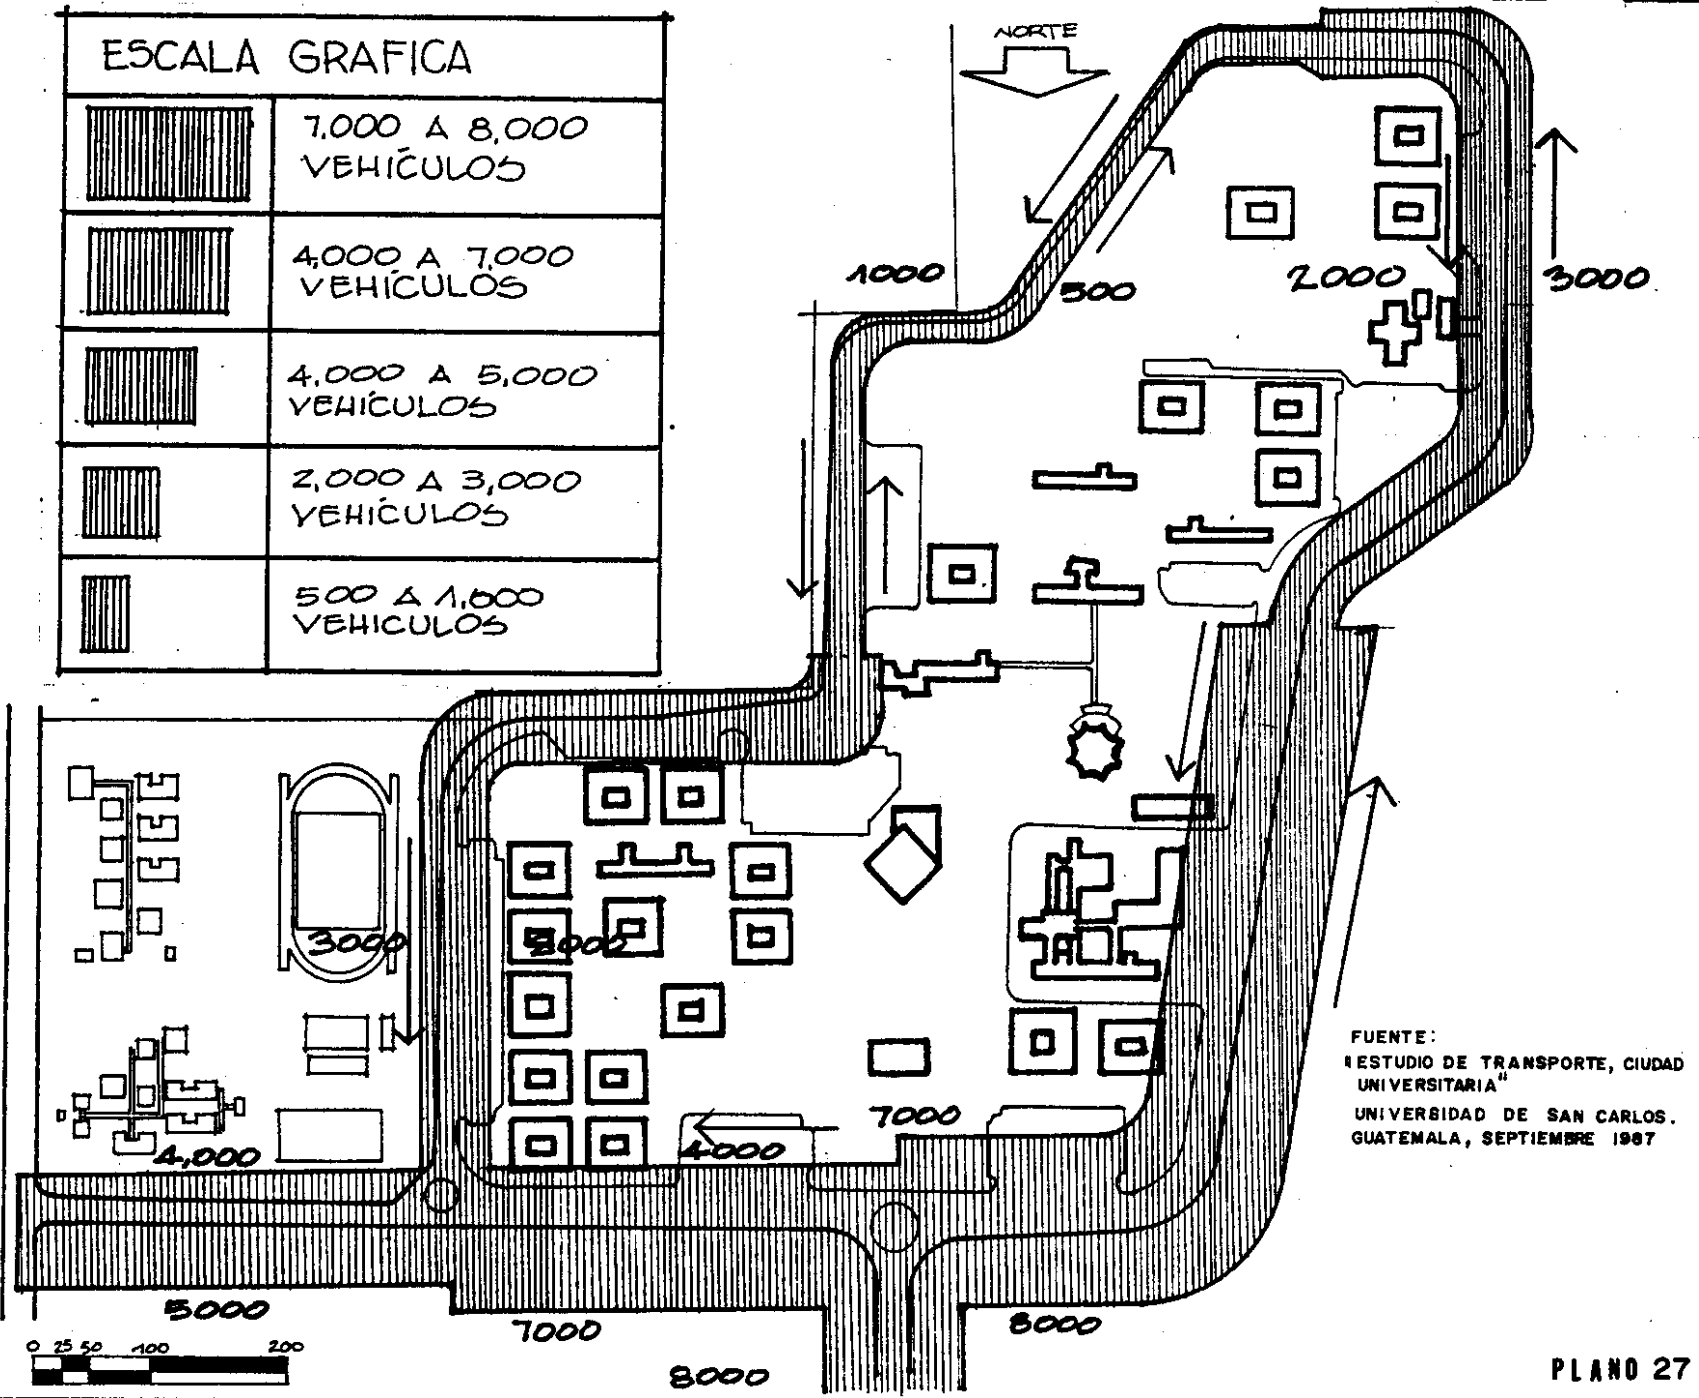 ESCALA GRAFICA
7,000 A 8,000
VEHÍCULOS
4,000 A 7,000
VEHÍCULOS
4,000 A 5,000
VEHICULOS
2,000 A 3,000
VEHICULOS
500 A 1,000
VEHICULOS
NORTE
1000
500
2000
3000
3000
4,000
4000
7000
5000
7000
8000
8000
FUENTE:
"ESTUDIO DE TRANSPORTE, CIUDAD
UNIVERSITARIA"
UNIVERSIDAD DE SAN CARLOS.
GUATEMALA, SEPTIEMBRE 1987
0 25 50 100 200
PLANO 27